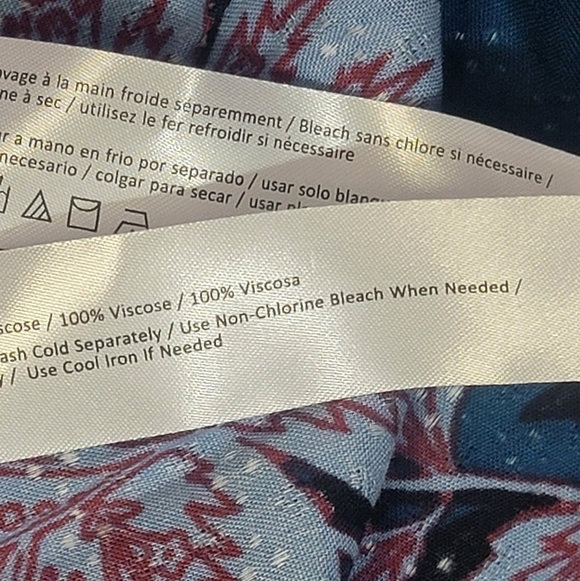 vage à la main froide séparemment / Bleach sans chlore si nécessaire /
ne à sec / utilisez le fer refroidir si nécessaire
r a mano en frio por separado / usar solo
necesario / colgar para secar / usar
scose / 100% Viscose / 100% Viscosa
ash Cold Separately / Use Non-Chlorine Bleach When Needed /
/ Use Cool Iron If Needed